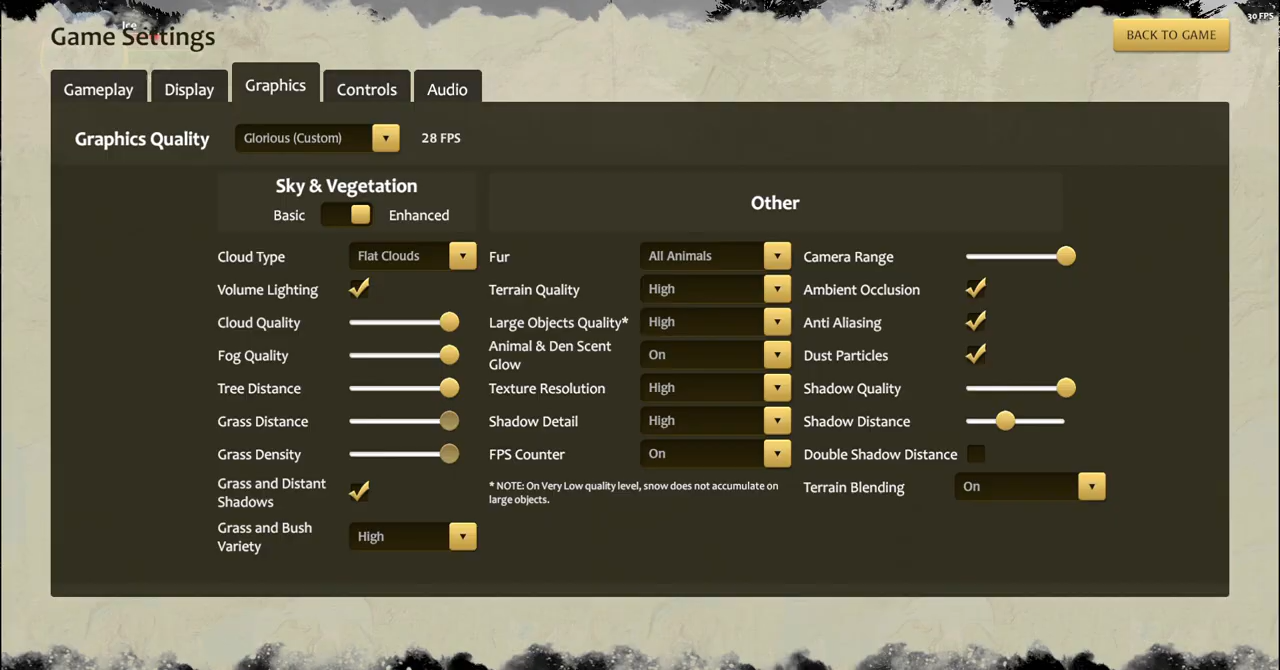 Ice
30 FPS
Game Settings
BACK TO GAME
Gameplay
Display
Graphics
Controls
Audio
Graphics Quality
Glorious (Custom)
28 FPS
Sky & Vegetation
Basic
Enhanced
Other
Cloud Type
Flat Clouds
Volume Lighting
Cloud Quality
Fog Quality
Tree Distance
Grass Distance
Grass Density
Grass and Distant
Shadows
Grass and Bush
Variety
High
Fur
All Animals
Terrain Quality
High
Large Objects Quality*
High
Animal & Den Scent
Glow
On
Texture Resolution
High
Shadow Detail
High
FPS Counter
On
* NOTE: On Very Low quality level, snow does not accumulate on
large objects.
Camera Range
Ambient Occlusion
Anti Aliasing
Dust Particles
Shadow Quality
Shadow Distance
Double Shadow Distance
Terrain Blending
On